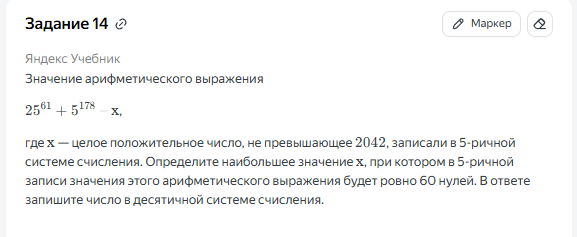 Задание 14
Маркер
Яндекс Учебник
Значение арифметического выражения
25^61 + 5^178 – x,
где x — целое положительное число, не превышающее 2042, записали в 5-ричной
системе счисления. Определите наибольшее значение x, при котором в 5-ричной
записи значения этого арифметического выражения будет ровно 60 нулей. В ответе
запишите число в десятичной системе счисления.